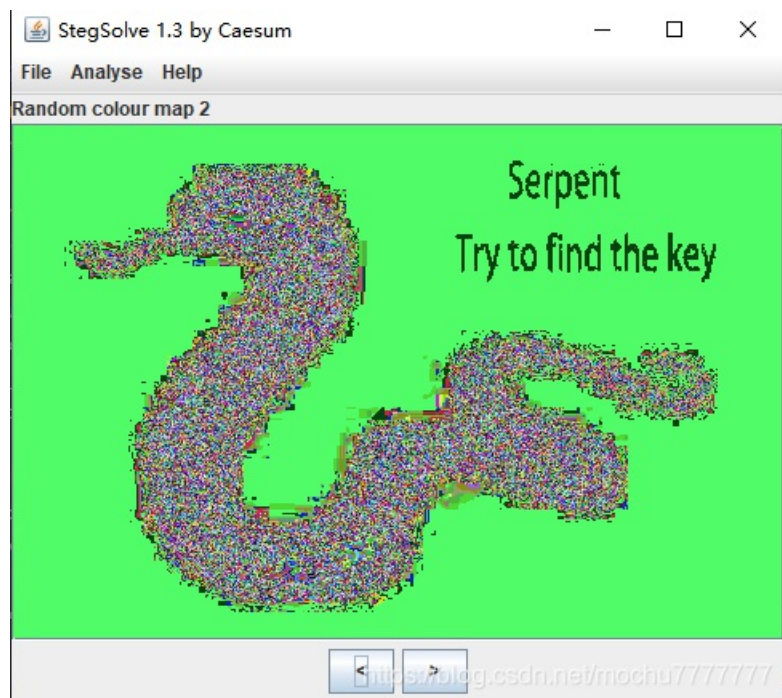 StegSolve 1.3 by Caesum
File Analyse Help
Random colour map 2
Serpent
Try to find the key
< >
https://blog.csdn.net/mochu7777777